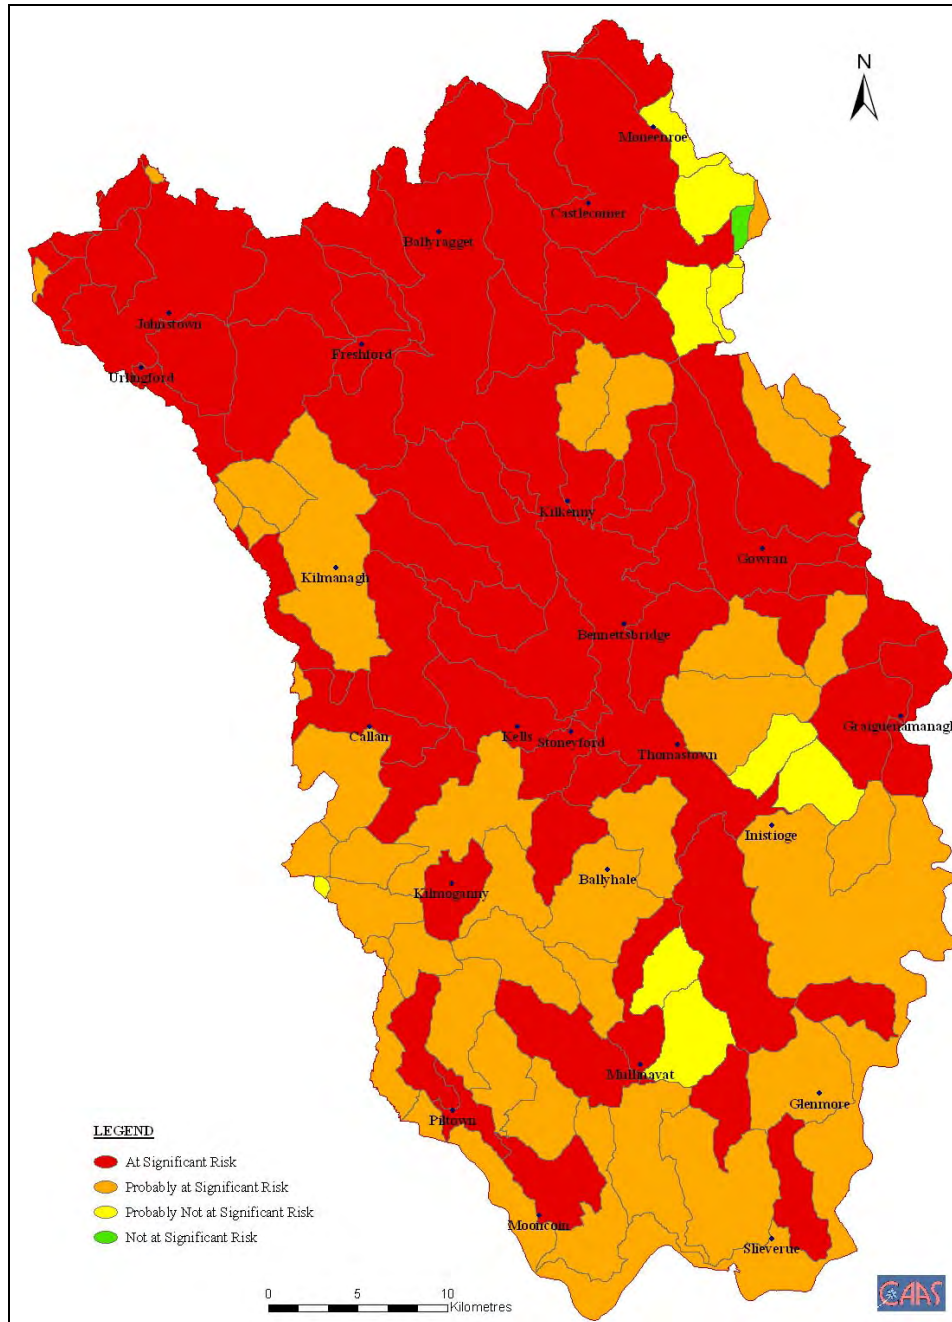 N
Moneenroe
Castlecomer
Ballyragget
Johnstown
Freshford
Urlingford
Kilkenny
Gowran
Kilmanagh
Bennettsbridge
Graiguenamanagh
Callan
Kells
Stoneyford
Thomastown
Inistioge
Ballyhale
Kilmoganny
Mullinavat
Glenmore
Piltown
LEGEND
At Significant Risk
Probably at Significant Risk
Probably Not at Significant Risk
Not at Significant Risk
Mooncoin
Slieverue
0 5 10
Kilometres
CAAS